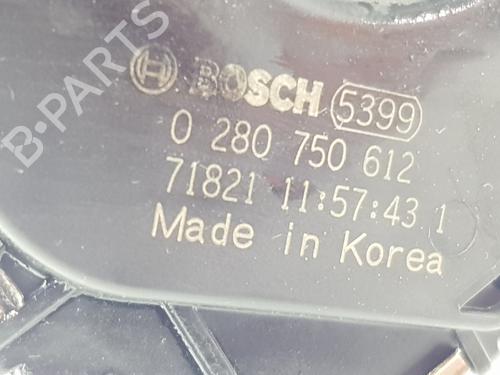 BOSCH 5399
0 280 750 612
71821 11:57:43 1
Made in Korea
B-PARTS